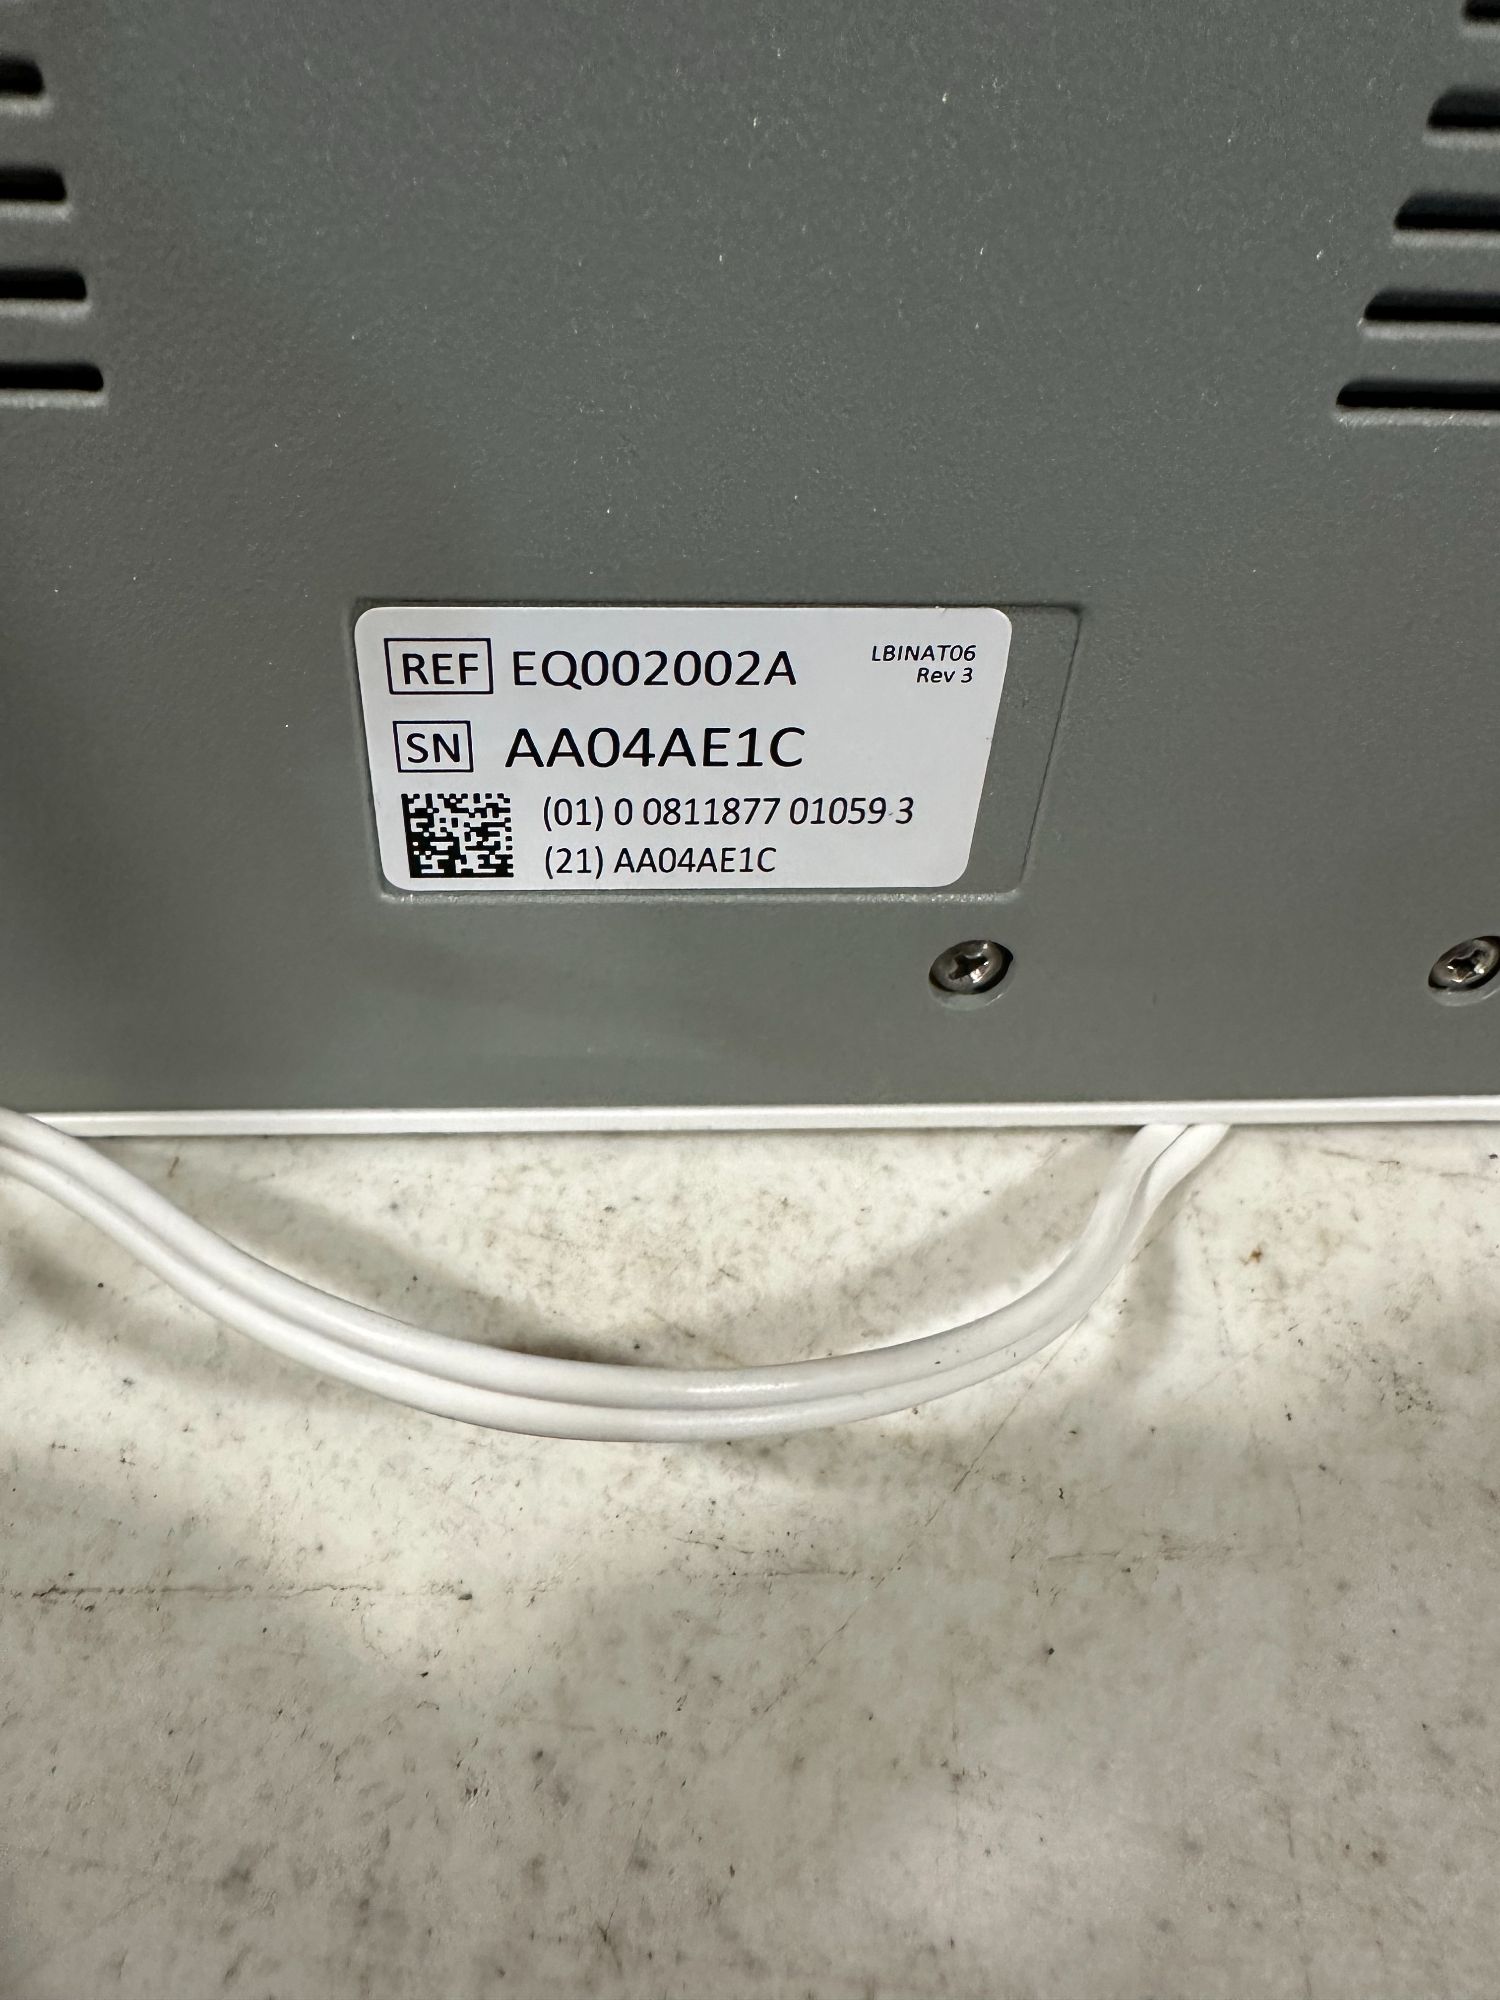 REF EQ002002A
LBINAT06
Rev 3
SN AA04AE1C
(01) 0 0811877 01059 3
(21) AA04AE1C